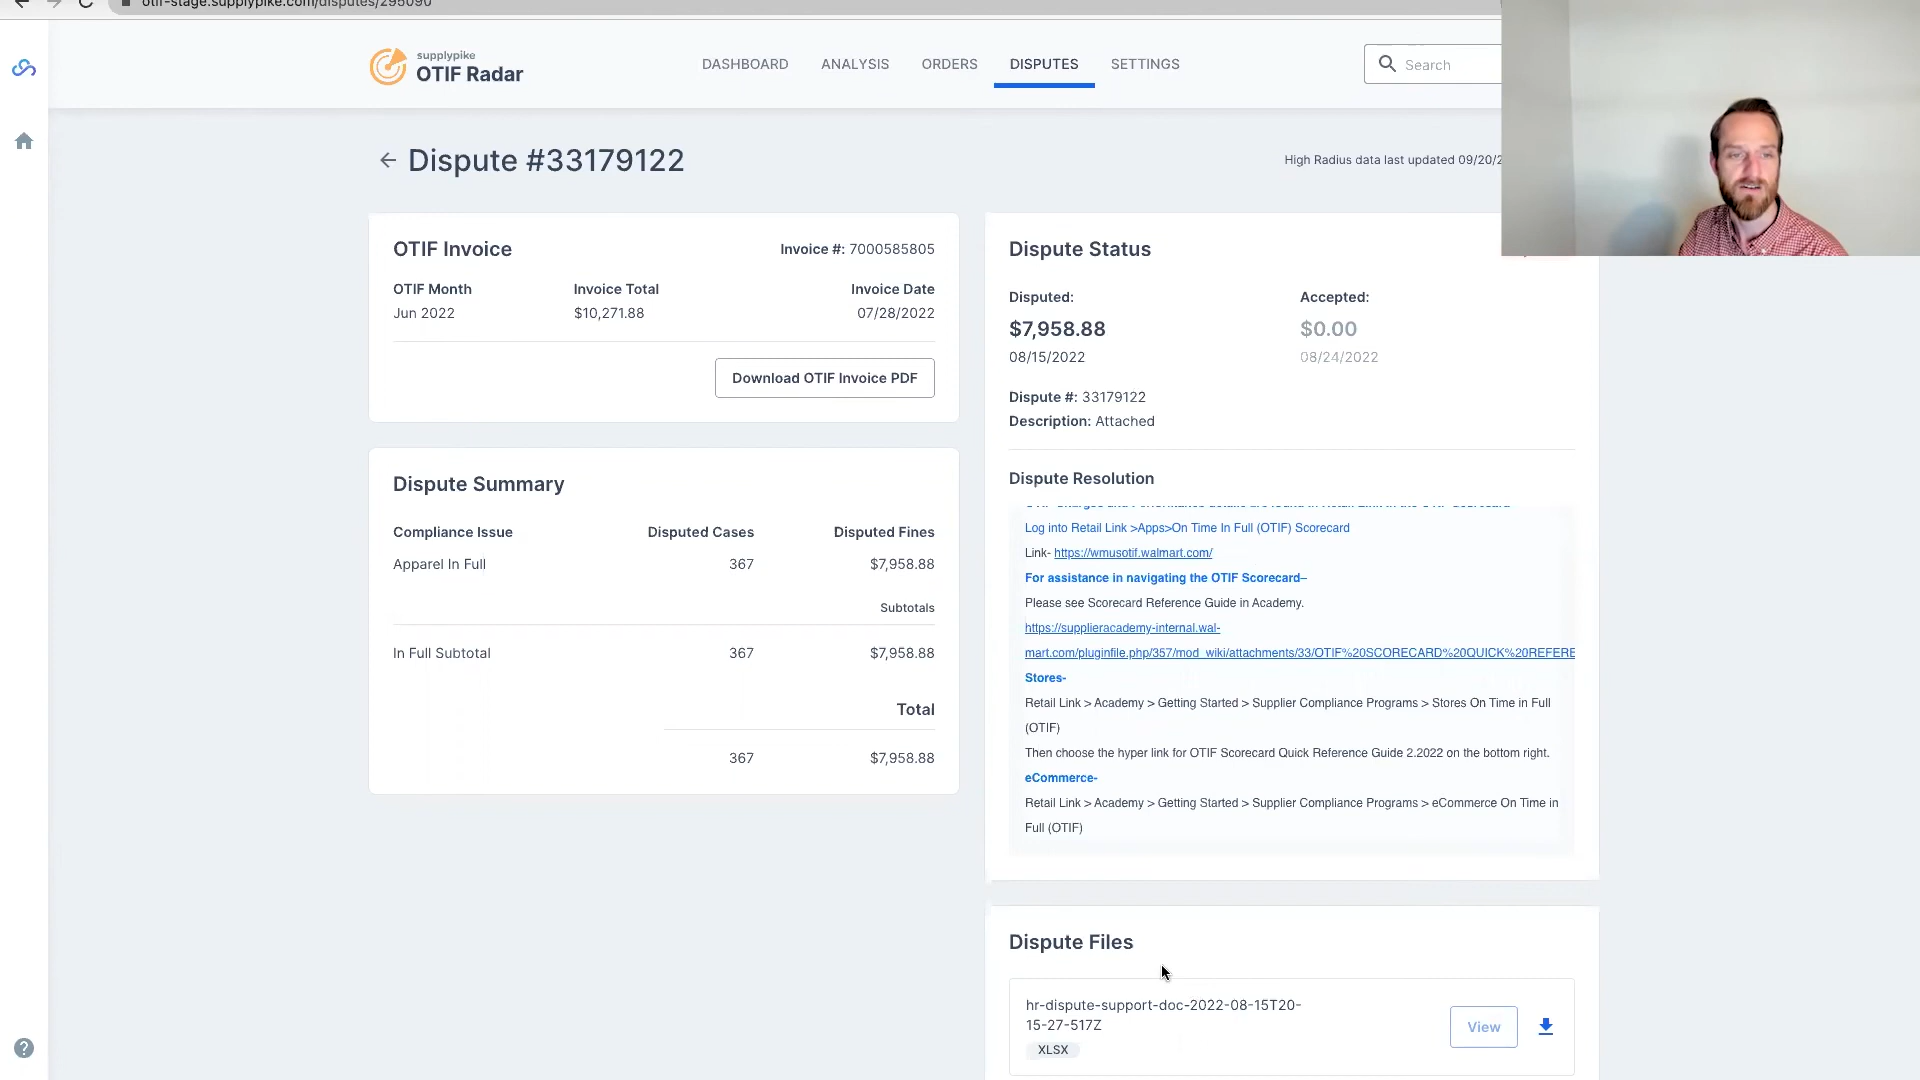 otif-stage.supplypike.com/disputes/295090
supplypike
OTIF Radar
DASHBOARD
ANALYSIS
ORDERS
DISPUTES
SETTINGS
Search
Dispute #33179122
High Radius data last updated 09/20/2
OTIF Invoice
Invoice #: 7000585805
OTIF Month
Invoice Total
Invoice Date
Jun 2022
$10,271.88
07/28/2022
Download OTIF Invoice PDF
Dispute Summary
Compliance Issue
Disputed Cases
Disputed Fines
Apparel In Full
367
$7,958.88
Subtotals
In Full Subtotal
367
$7,958.88
Total
367
$7,958.88
Dispute Status
Disputed:
Accepted:
$7,958.88
$0.00
08/15/2022
08/24/2022
Dispute #: 33179122
Description: Attached
Dispute Resolution
Log into Retail Link >Apps>On Time In Full (OTIF) Scorecard
Link- https://wmusotif.walmart.com/
For assistance in navigating the OTIF Scorecard–
Please see Scorecard Reference Guide in Academy.
https://supplieracademy-internal.wal-
mart.com/pluginfile.php/357/mod_wiki/attachments/33/OTIF%20SCORECARD%20QUICK%20REFERE
Stores-
Retail Link > Academy > Getting Started > Supplier Compliance Programs > Stores On Time in Full
(OTIF)
Then choose the hyper link for OTIF Scorecard Quick Reference Guide 2.2022 on the bottom right.
eCommerce-
Retail Link > Academy > Getting Started > Supplier Compliance Programs > eCommerce On Time in
Full (OTIF)
Dispute Files
hr-dispute-support-doc-2022-08-15T20-
15-27-517Z
XLSX
View